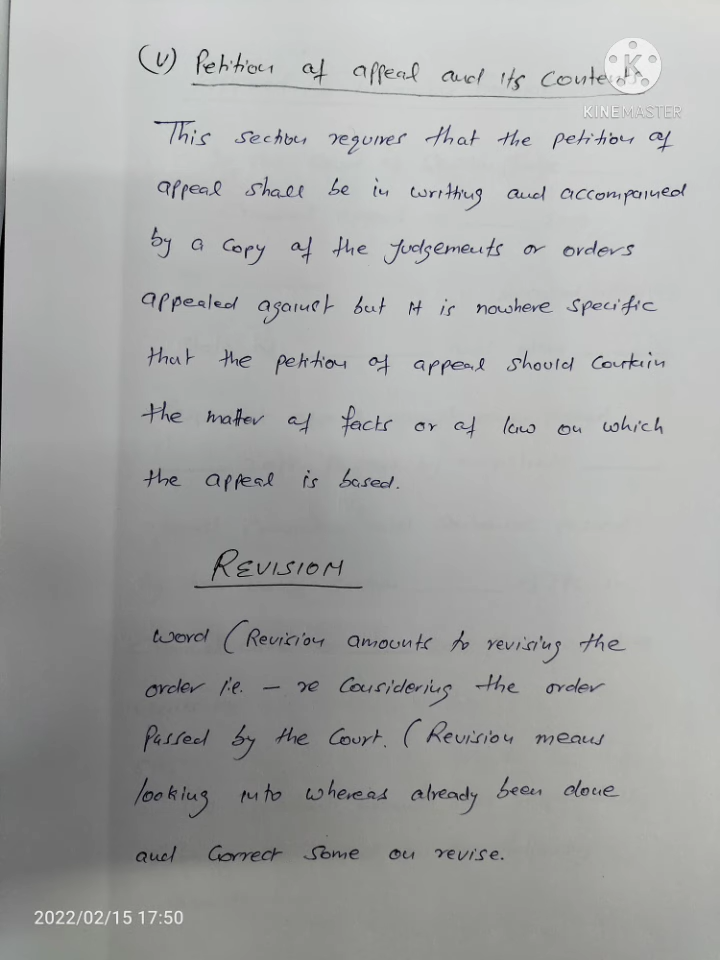 (V) Petition of appeal and its Contents
KINEMASTER
This section requires that the petition of
appeal shall be in writting and accompained
by a copy of the Judgements or orders
appealed against but it is nowhere specific
that the petition of appeal should contain
the matter of facts or of law on which
the appeal is based.
REVISION
Word (Revision amounts to revising the
order i.e. – re considering the order
Passed by the Court. (Revision means
looking into whereas already been done
and Correct some on revise.
2022/02/15 17:50